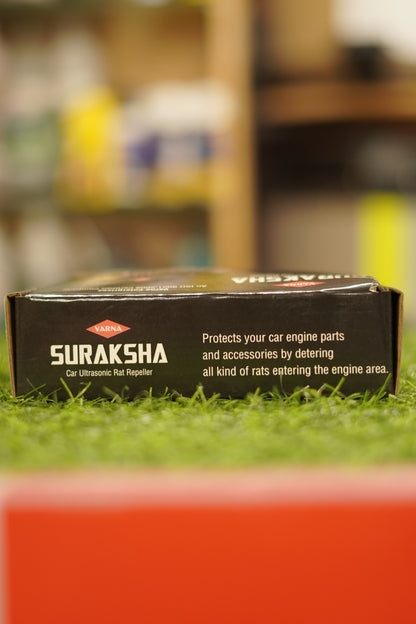 SURAKSHA
VARNA
SURAKSHA
Car Ultrasonic Rat Repeller
Protects your car engine parts
and accessories by detering
all kind of rats entering the engine area.